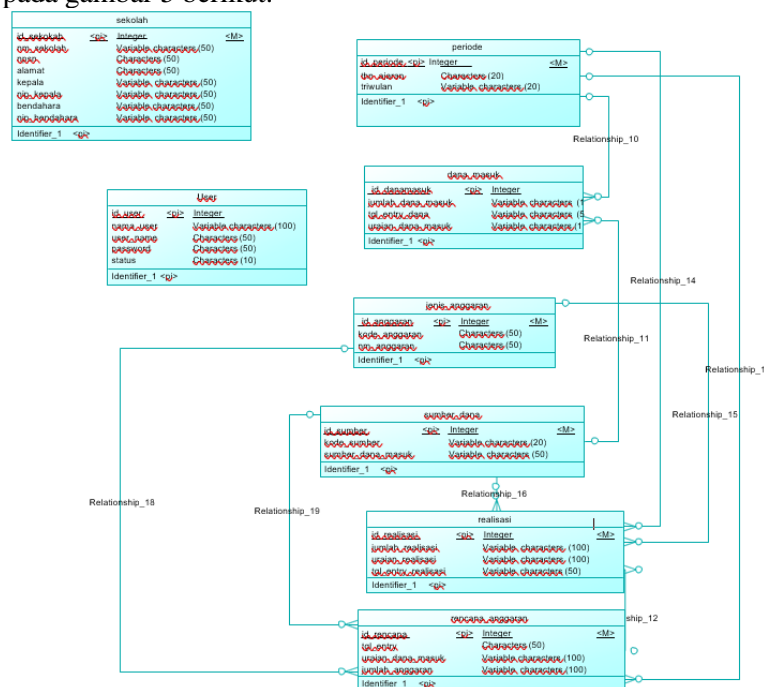 pada gambar 3 berikut:
sekolah
id_sekokah <pi> Integer <M>
nm_sekolah Variable characters (50)
npsn Characters (50)
alamat Characters (50)
kepala Variable characters (50)
nip_kepala Variable characters (50)
bendahara Variable characters (50)
nip_bendahara Variable characters (50)
Identifier_1 <pi>
periode
id_periode <pi> Integer <M>
thn_ajaran Characters (20)
triwulan Variable characters (20)
Identifier_1 <pi>
Relationship_10
dana_masuk
id_danamasuk <pi> Integer
jumlah_dana_masuk Variable characters (1
tgl_entry_dana Variable characters (5
uraian_dana_masuk Variable characters (1
Identifier_1 <pi>
User
id_user <pi> Integer
nama_user Variable characters (100)
user_name Characters (50)
password Characters (50)
status Characters (10)
Identifier_1 <pi>
Relationship_14
jenis_anggaran
id_anggaran <pi> Integer <M>
kode_anggaran Characters (50)
nm_anggaran Characters (50)
Identifier_1 <pi>
Relationship_11
Relationship_1
sumber_dana
id_sumber <pi> Integer <M>
kode_sumber Variable characters (20)
sumber_dana_masuk Variable characters (50)
Identifier_1 <pi>
Relationship_15
Relationship_16
Relationship_18
Relationship_19
realisasi
id_realisasi <pi> Integer <M>
jumlah_realisasi Variable characters (100)
uraian_realisasi Variable characters (100)
tgl_entry_realisasi Variable characters (50)
Identifier_1 <pi>
ship_12
rencana_anggaran
id_rencana <pi> Integer <M>
tgl_entry Characters (50)
uraian_dana_masuk Variable characters (100)
jumlah_anggaran Variable characters (100)
Identifier_1 <pi>